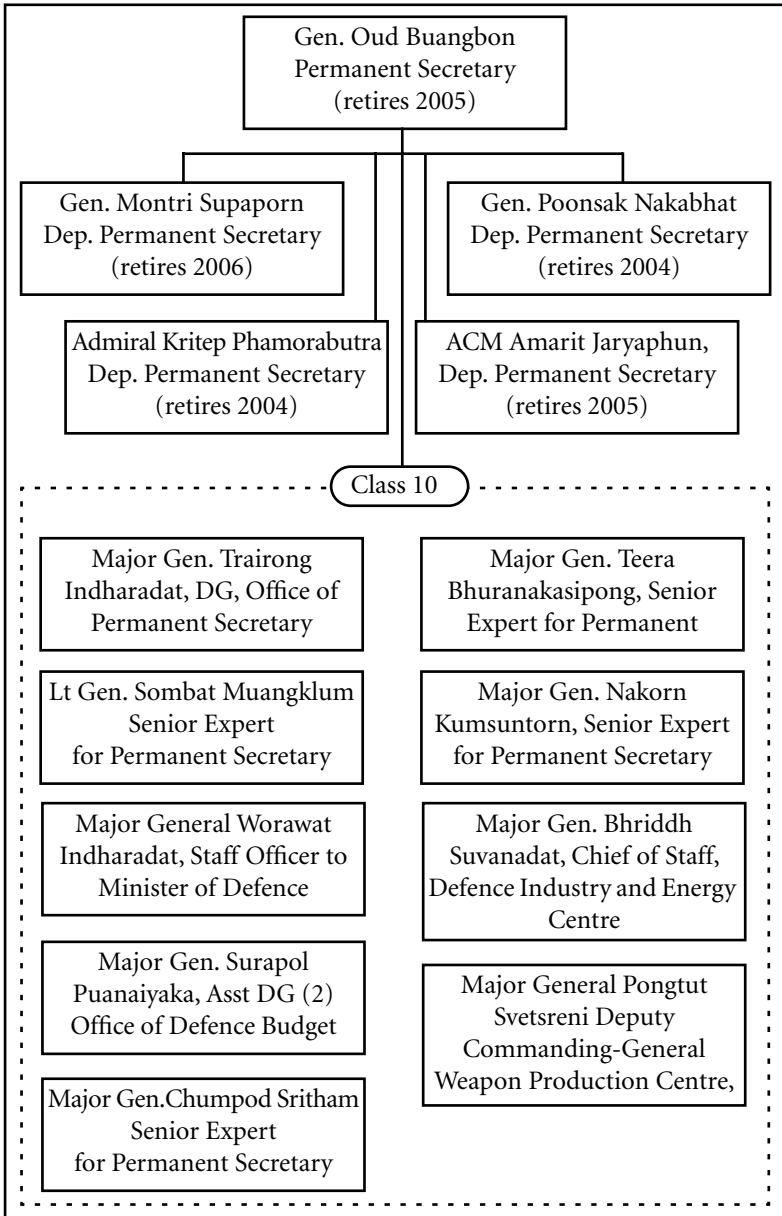 Gen. Oud Buangbon
Permanent Secretary
(retires 2005)
Gen. Montri Supaporn
Dep. Permanent Secretary
(retires 2006)
Gen. Poonsak Nakabhat
Dep. Permanent Secretary
(retires 2004)
Admiral Kritep Phamorabutra
Dep. Permanent Secretary
(retires 2004)
ACM Amarit Jaryaphun,
Dep. Permanent Secretary
(retires 2005)
Class 10
Major Gen. Trairong
Indharadat, DG, Office of
Permanent Secretary
Major Gen. Teera
Bhuranakasipong, Senior
Expert for Permanent
Lt Gen. Sombat Muangklum
Senior Expert
for Permanent Secretary
Major Gen. Nakorn
Kumsuntorn, Senior Expert
for Permanent Secretary
Major General Worawat
Indharadat, Staff Officer to
Minister of Defence
Major Gen. Bhriddh
Suvanadat, Chief of Staff,
Defence Industry and Energy
Centre
Major Gen. Surapol
Puanaiyaka, Asst DG (2)
Office of Defence Budget
Major General Pongtut
Svetsreni Deputy
Commanding-General
Weapon Production Centre,
Major Gen.Chumpod Sritham
Senior Expert
for Permanent Secretary